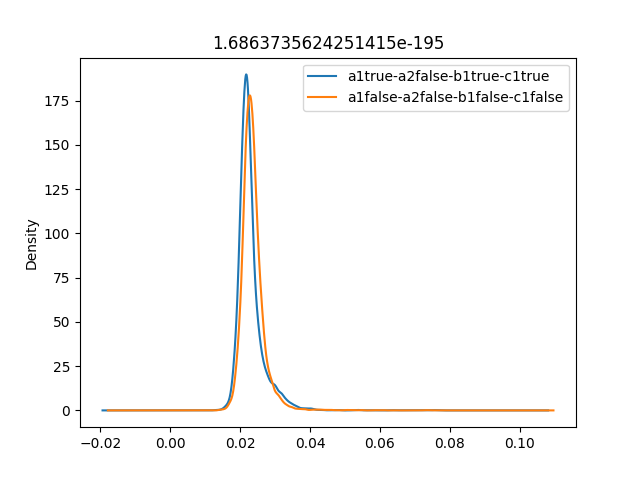 1.6863735624251415e-195
a1true-a2false-b1true-c1true
a1false-a2false-b1false-c1false
Density
175
150
125
100
75
50
25
0
−0.02 0.00 0.02 0.04 0.06 0.08 0.10